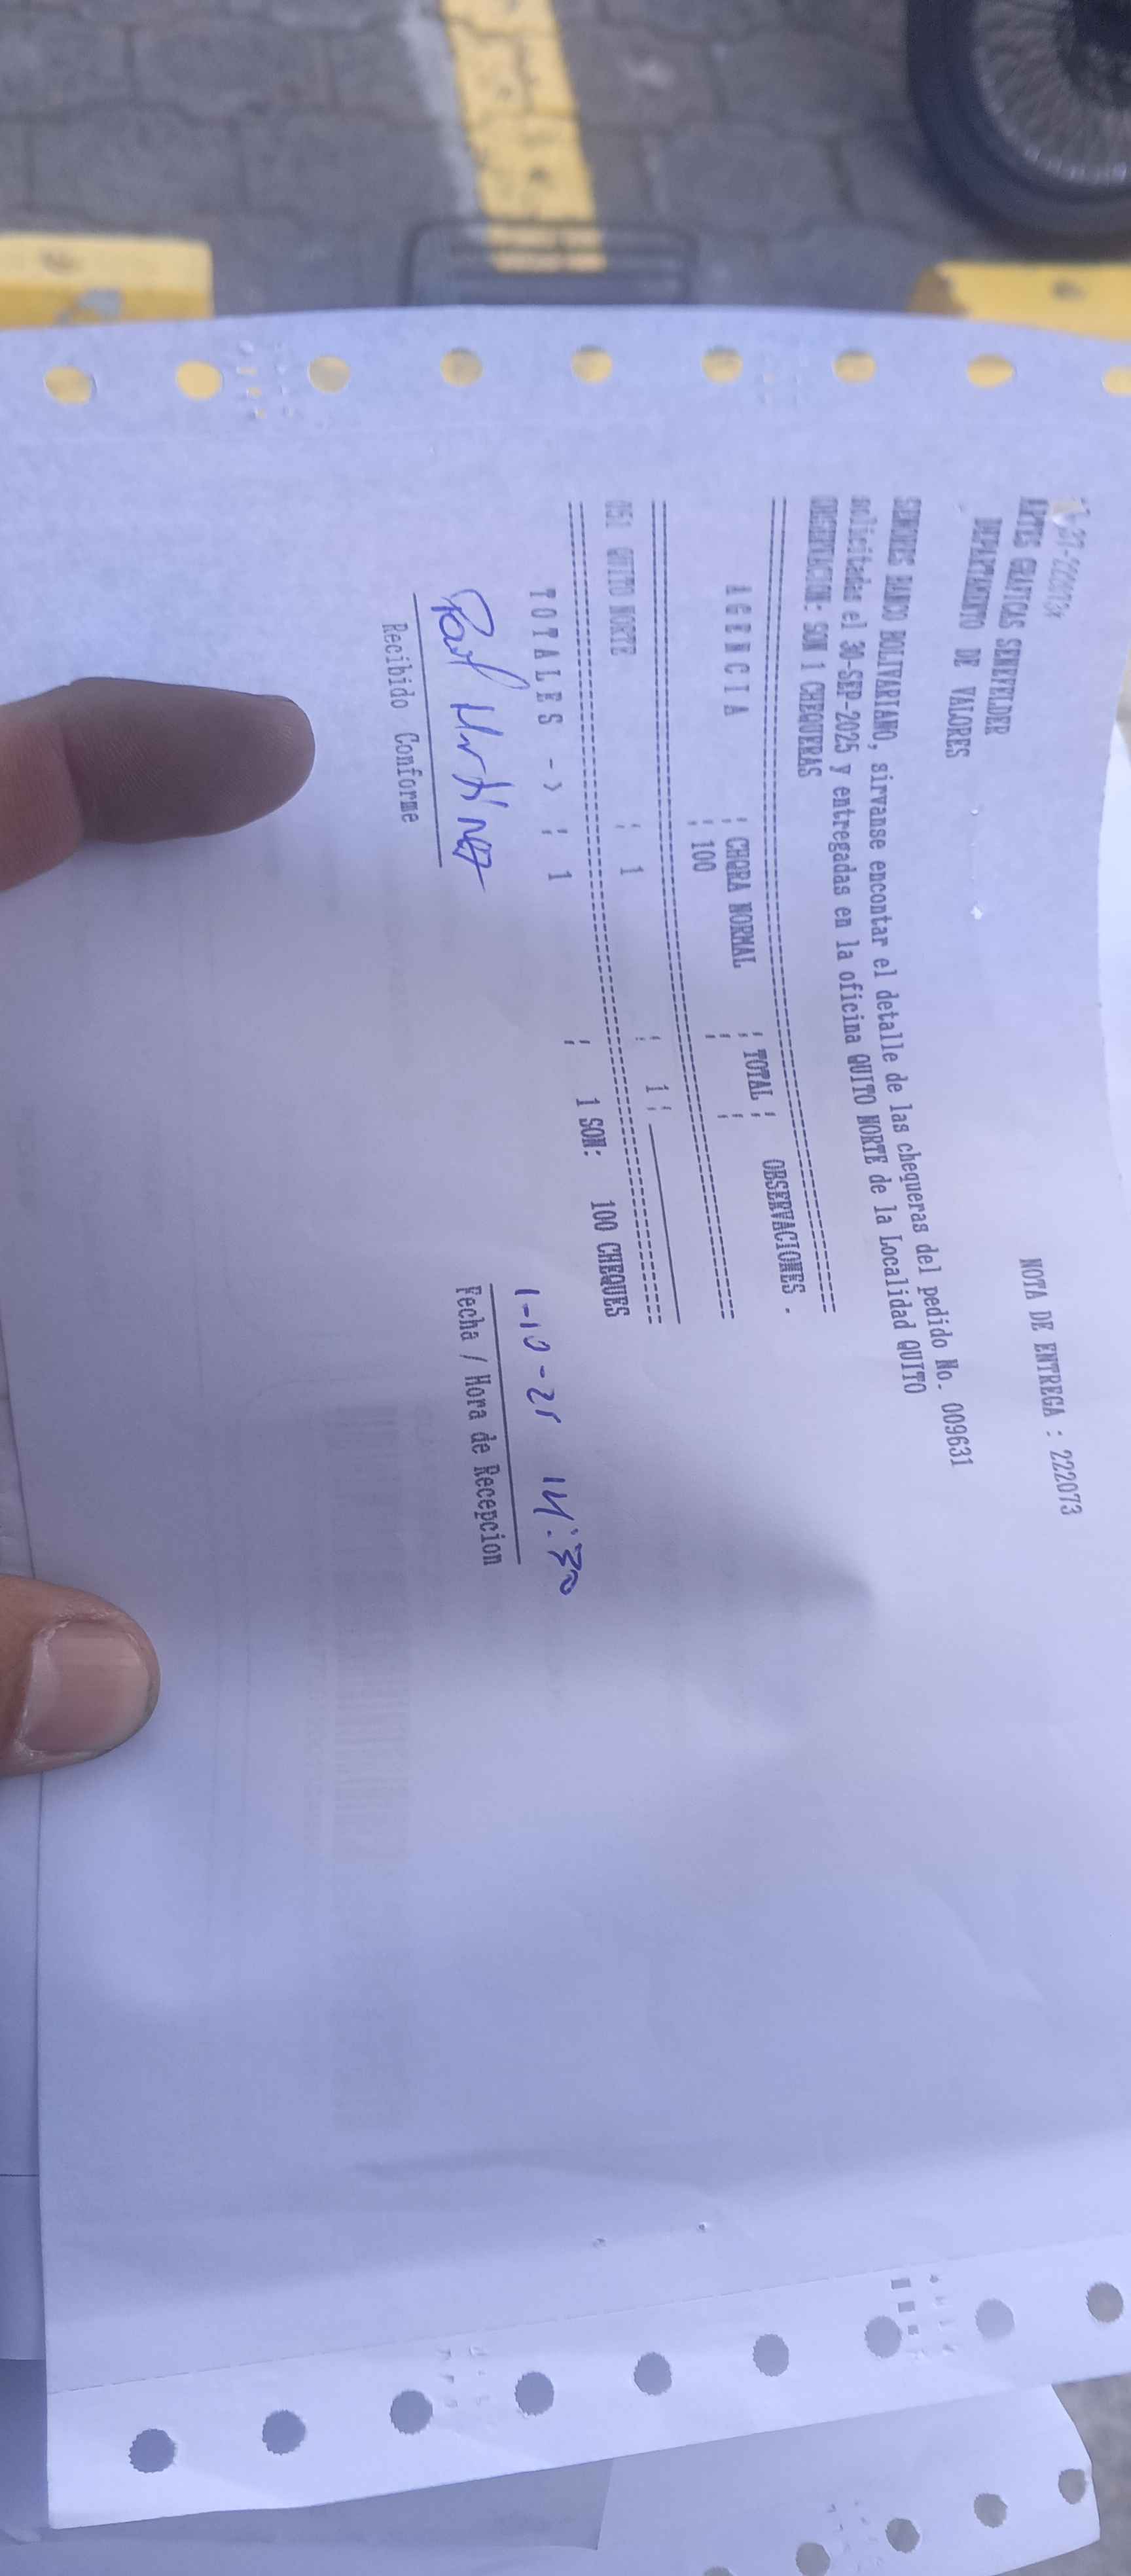 ARTES GRAFICAS SENEFELDER
DEPARTAMENTO DE VALORES
NOTA DE ENTREGA : 222073
SENORES BANCO BOLIVARIANO, sirvanse encontar el detalle de las chequeras del pedido No. 009631
solicitadas el 30-SEP-2025 y entregadas en la oficina QUITO NORTE de la Localidad QUITO
OBSERVACION: SON 1 CHEQUERAS
A G E N C I A ¦ CHQRA NORMAL ¦ TOTAL ¦ OBSERVACIONES .
¦ 100 ¦ ¦
051 QUITO NORTE ¦ 1 ¦ 1 ¦
T O T A L E S - > ¦ 1 ¦ 1 SON: 100 CHEQUES
1-10-25 14:30
Recibido Conforme Fecha / Hora de Recepcion